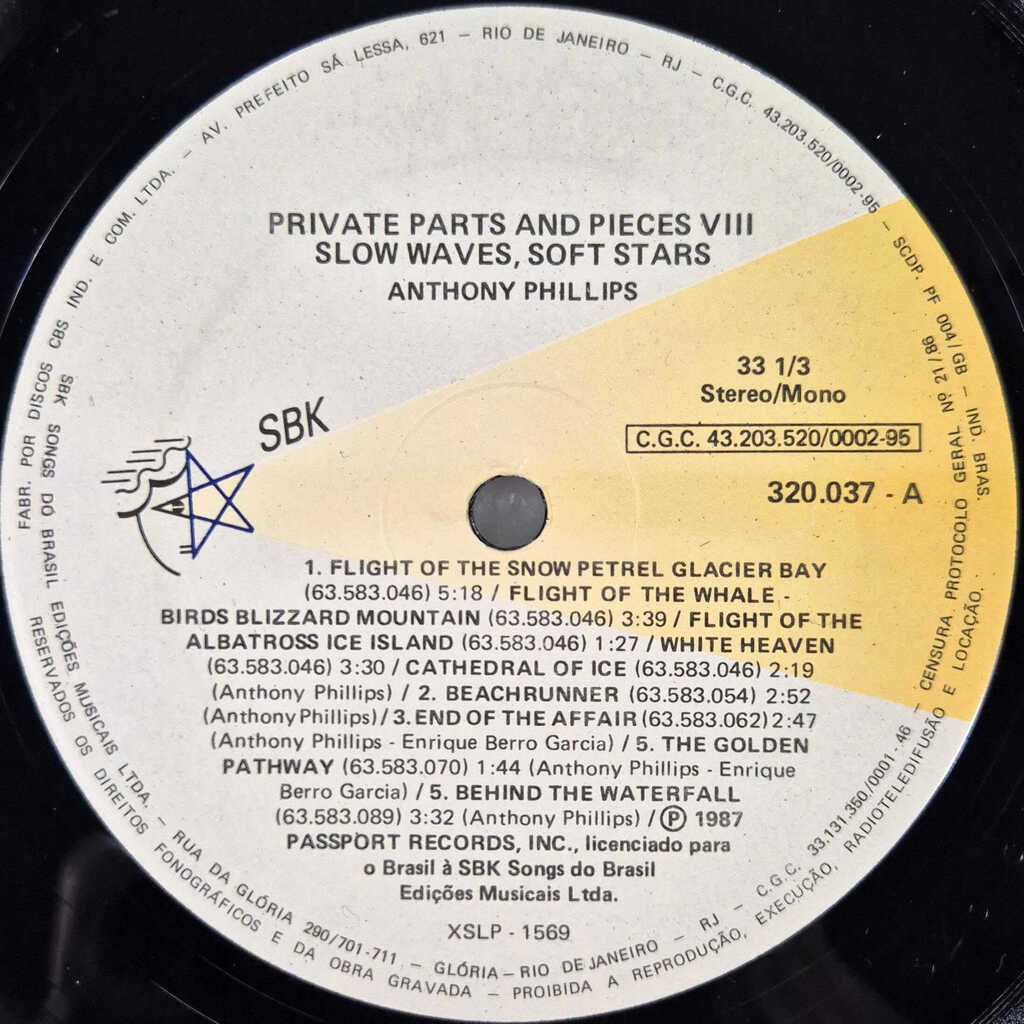 PRIVATE PARTS AND PIECES VIII
SLOW WAVES, SOFT STARS
ANTHONY PHILLIPS
33 1/3
Stereo/Mono
SBK
C.G.C. 43.203.520/0002-95
320.037 - A
1. FLIGHT OF THE SNOW PETREL GLACIER BAY
(63.583.046) 5:18 / FLIGHT OF THE WHALE -
BIRDS BLIZZARD MOUNTAIN (63.583.046) 3:39 / FLIGHT OF THE
ALBATROSS ICE ISLAND (63.583.046) 1:27 / WHITE HEAVEN
(63.583.046) 3:30 / CATHEDRAL OF ICE (63.583.046) 2:19
(Anthony Phillips) / 2. BEACHRUNNER (63.583.054) 2:52
(Anthony Phillips) / 3. END OF THE AFFAIR (63.583.062) 2:47
(Anthony Phillips - Enrique Berro Garcia) / 5. THE GOLDEN
PATHWAY (63.583.070) 1:44 (Anthony Phillips - Enrique
Berro Garcia) / 5. BEHIND THE WATERFALL
(63.583.089) 3:32 (Anthony Phillips) / Ⓟ 1987
PASSPORT RECORDS, INC., licenciado para
o Brasil à SBK Songs do Brasil
Edições Musicais Ltda.
XSLP - 1569
FABR. POR DISCOS CBS IND. E COM. LTDA. - AV. PREFEITO SÁ LESSA, 621 - RIO DE JANEIRO - RJ - C.G.C. 43.203.520/0002-95 - SCDP. PF 004/BG/ - IND. BRAS.
SBK SONGS DO BRASIL EDIÇÕES MUSICAIS LTDA. - RUA DA GLÓRIA 290/701-711 - GLÓRIA - RIO DE JANEIRO - RJ - C.G.C. 33.131.350/0001-46 - CENSURA PROTOCOLO GERAL Nº 21/86
RESERVADOS OS DIREITOS FONOGRÁFICOS E DA OBRA GRAVADA - PROIBIDA A REPRODUÇÃO, EXECUÇÃO, RADIOTELEDIFUSÃO E LOCAÇÃO.